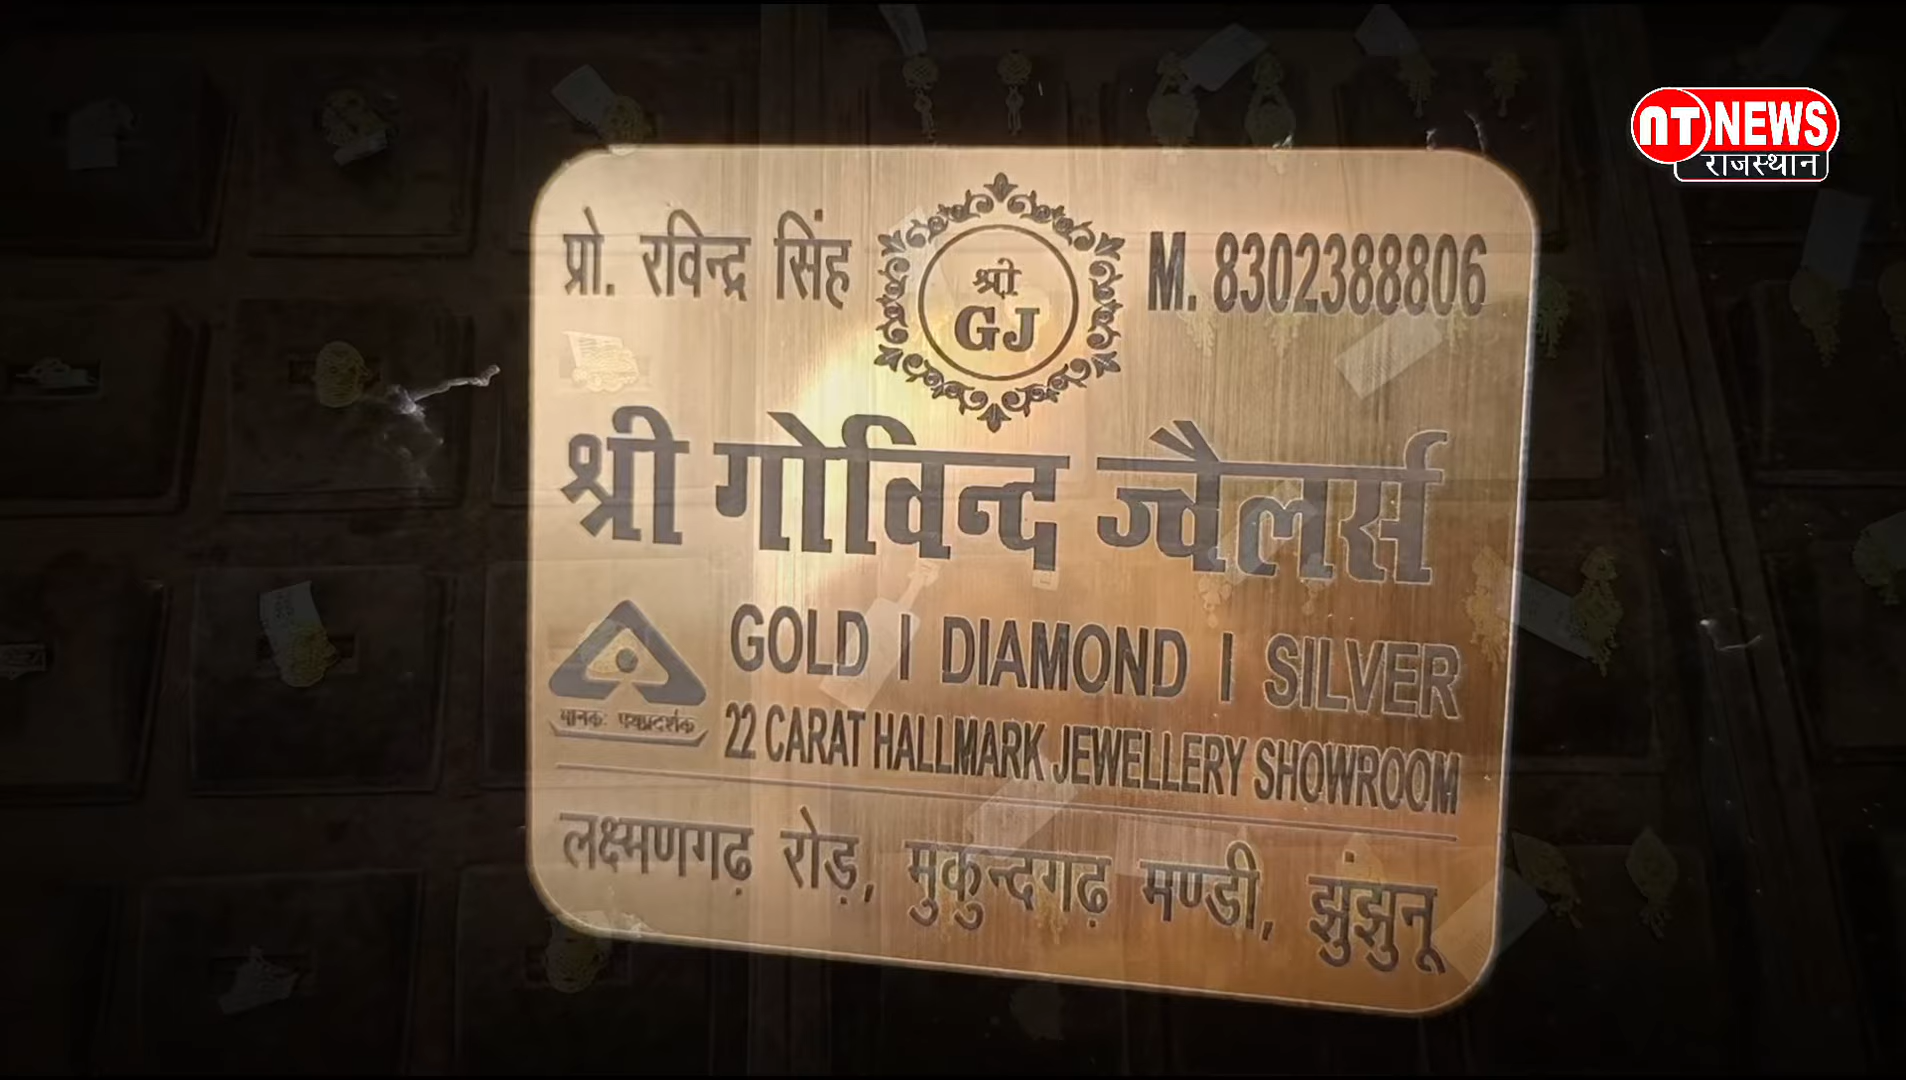 NT NEWS
राजस्थान
प्रो. रविन्द्र सिंह
श्री
GJ
M. 8302388806
श्री गोविन्द ज्वैलर्स
GOLD | DIAMOND | SILVER
मानकः पथप्रदर्शक
22 CARAT HALLMARK JEWELLERY SHOWROOM
लक्ष्मणगढ़ रोड़, मुकुन्दगढ़ मण्डी, झुंझुनू